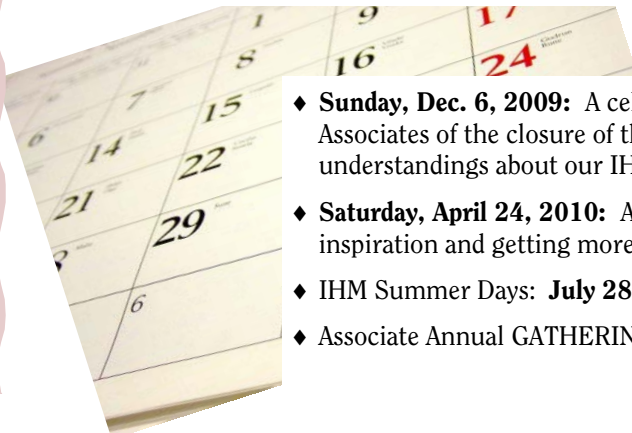 1 9 17
8 16 24
7 15
6 14 22
21 29
6
♦ Sunday, Dec. 6, 2009: A cel
Associates of the closure of th
understandings about our IH
♦ Saturday, April 24, 2010: A
inspiration and getting more
♦ IHM Summer Days: July 28
♦ Associate Annual GATHERIN